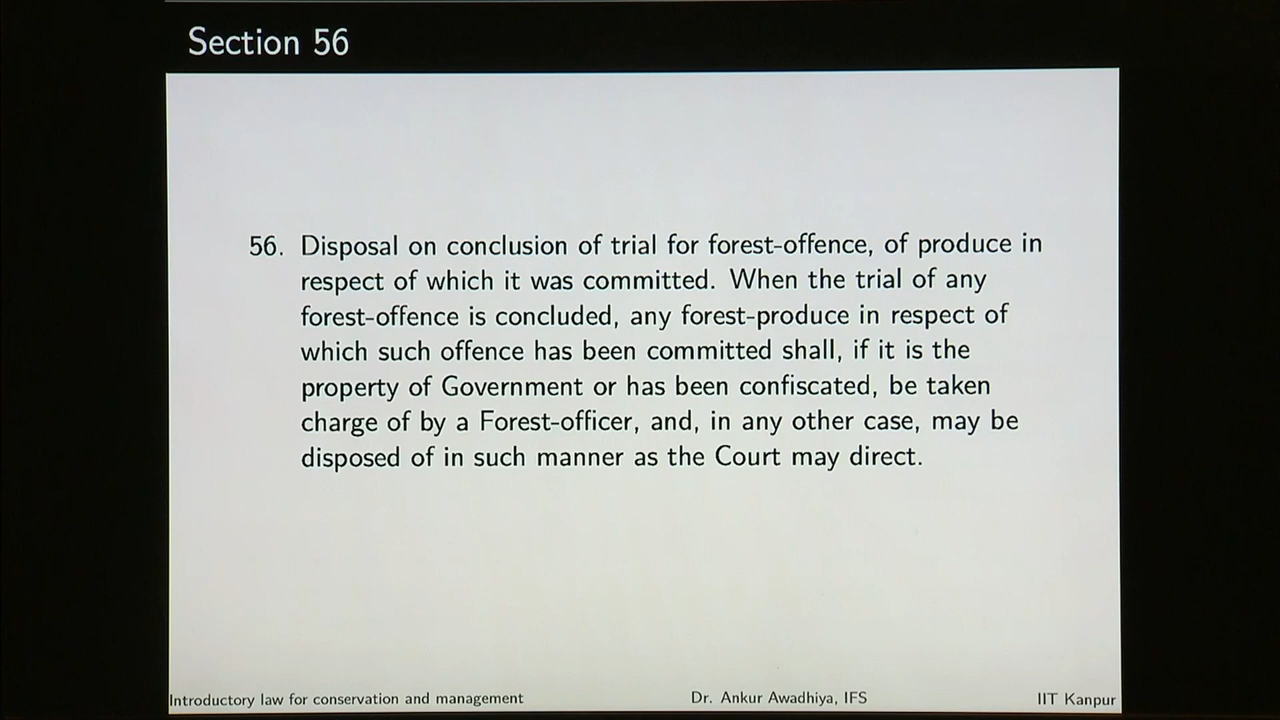 Section 56
56. Disposal on conclusion of trial for forest-offence, of produce in
respect of which it was committed. When the trial of any
forest-offence is concluded, any forest-produce in respect of
which such offence has been committed shall, if it is the
property of Government or has been confiscated, be taken
charge of by a Forest-officer, and, in any other case, may be
disposed of in such manner as the Court may direct.
Introductory law for conservation and management Dr. Ankur Awadhiya, IFS IIT Kanpur